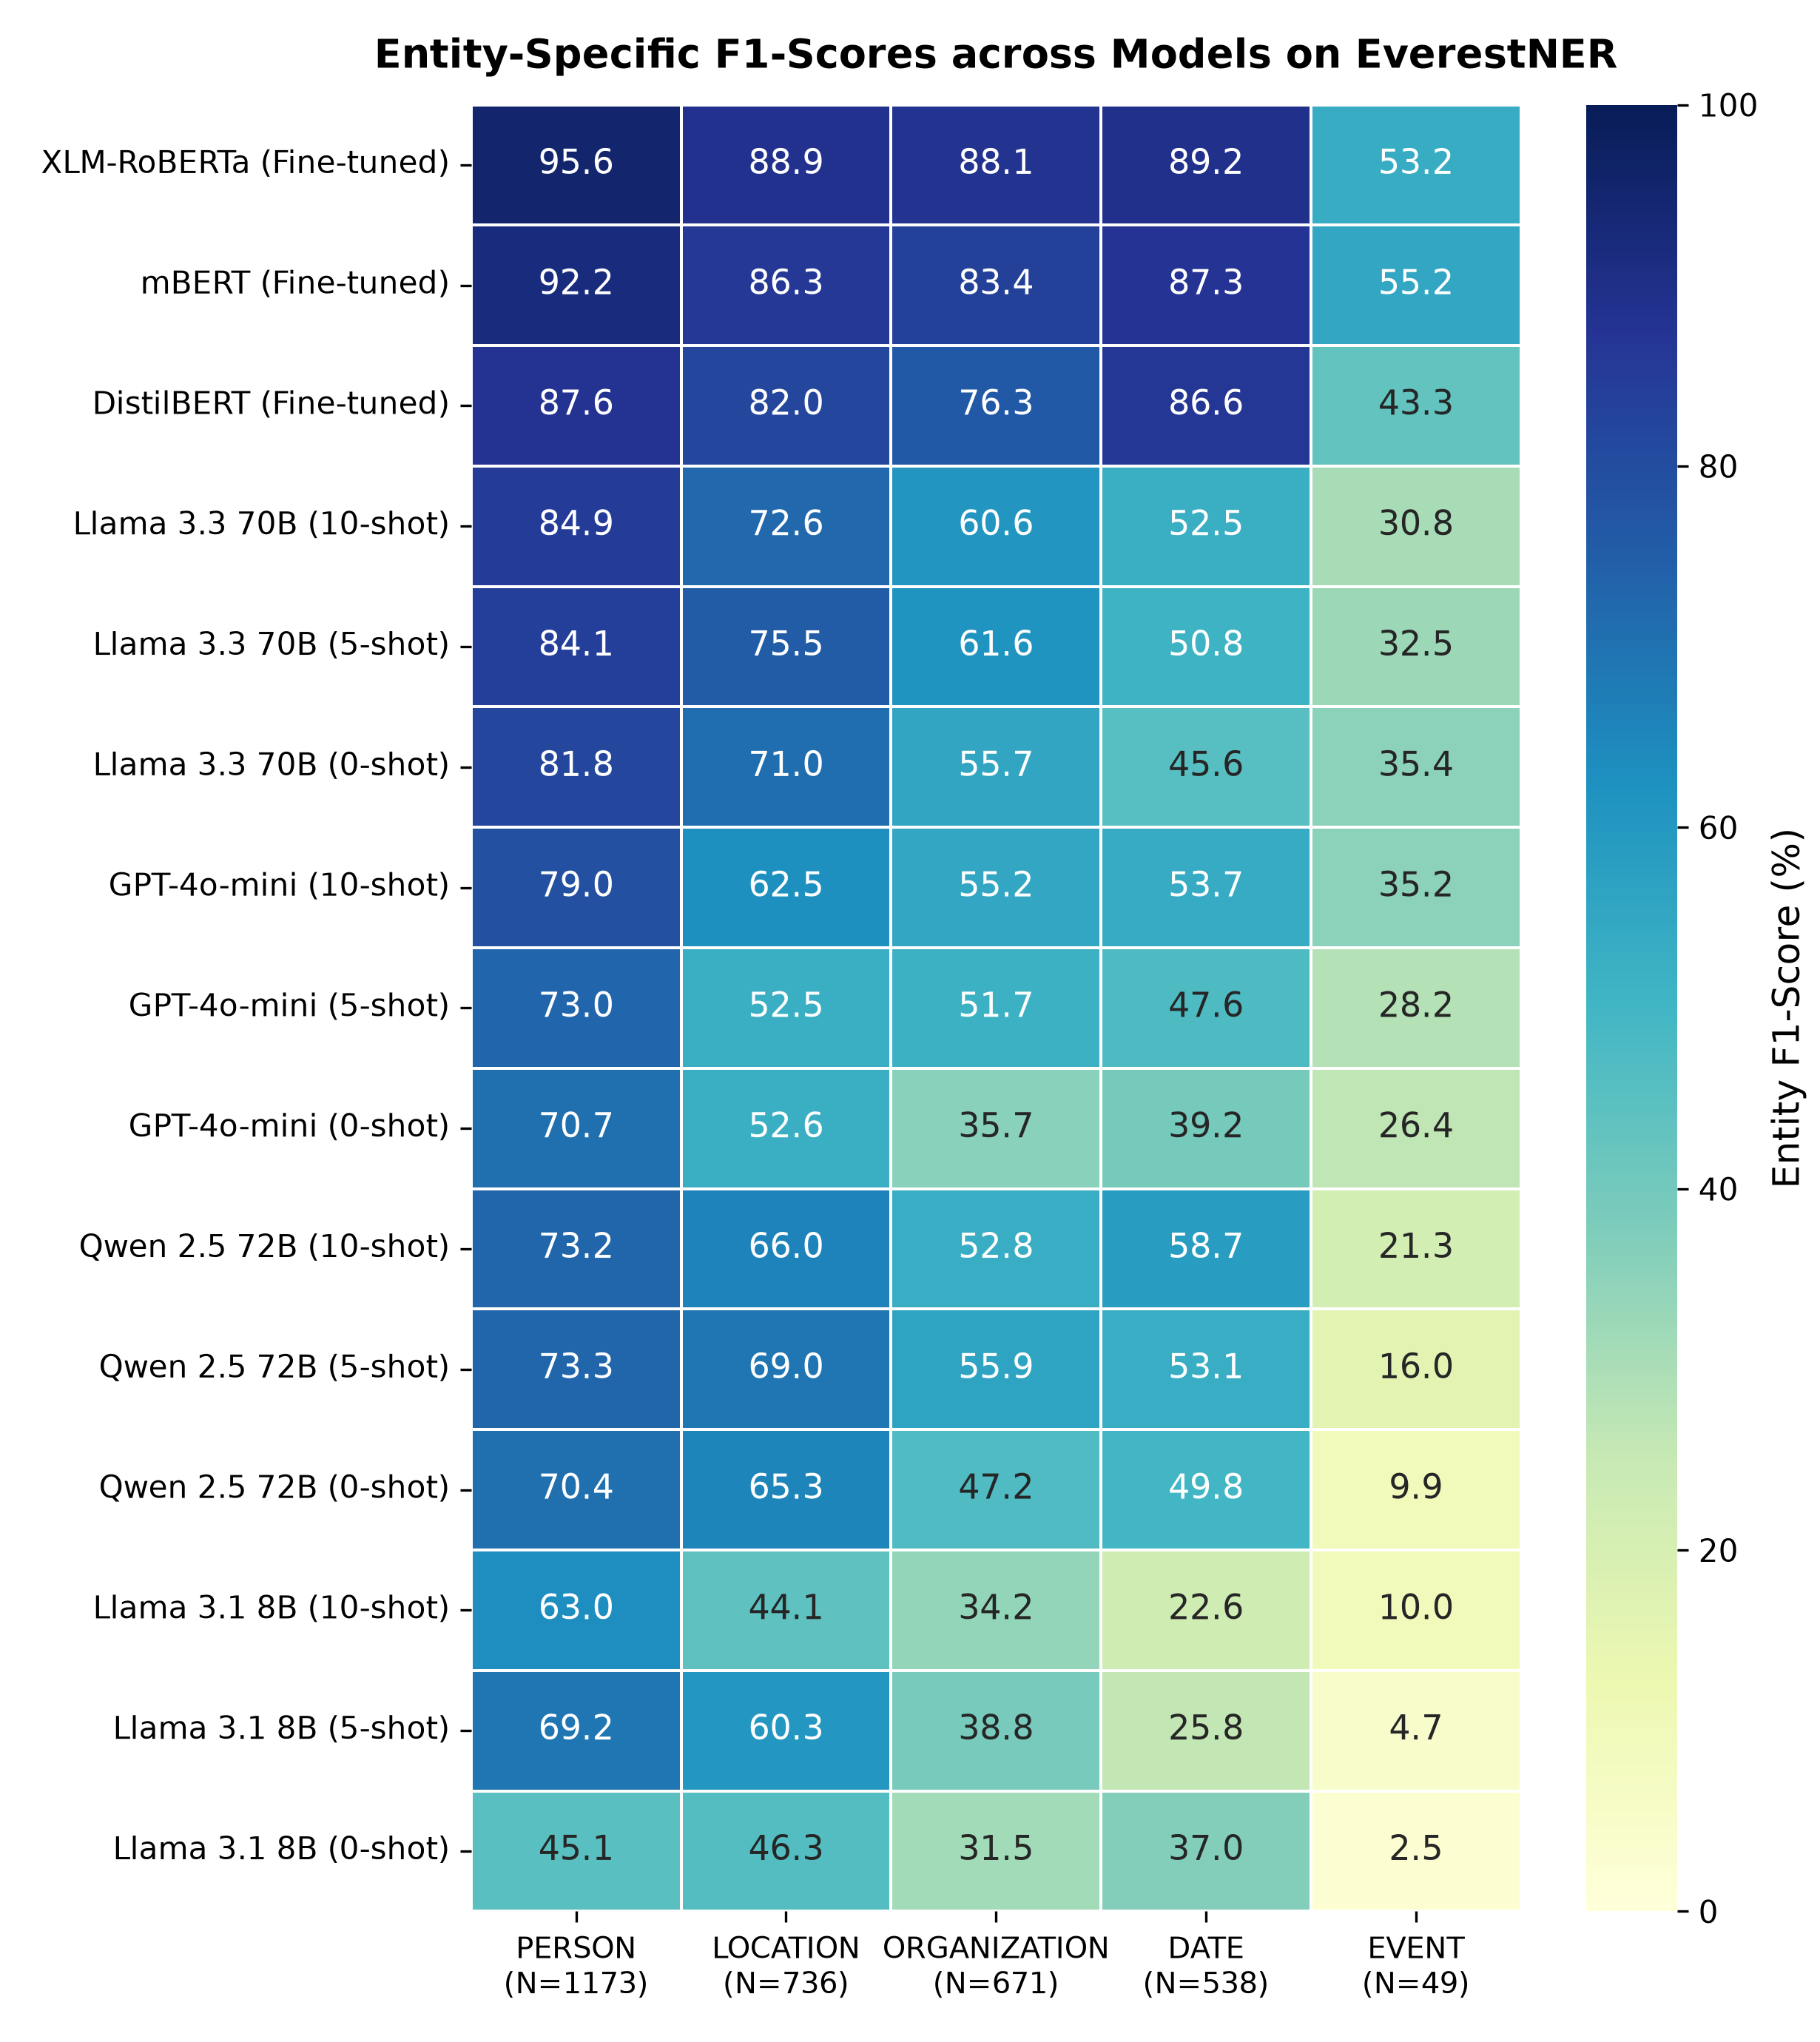 Entity-Specific F1-Scores across Models on EverestNER
100
XLM-RoBERTa (Fine-tuned) 95.6 88.9 88.1 89.2 53.2
mBERT (Fine-tuned) 92.2 86.3 83.4 87.3 55.2
DistilBERT (Fine-tuned) 87.6 82.0 76.3 86.6 43.3
80
Llama 3.3 70B (10-shot) 84.9 72.6 60.6 52.5 30.8
Llama 3.3 70B (5-shot) 84.1 75.5 61.6 50.8 32.5
Llama 3.3 70B (0-shot) 81.8 71.0 55.7 45.6 35.4
60
GPT-4o-mini (10-shot) 79.0 62.5 55.2 53.7 35.2
GPT-4o-mini (5-shot) 73.0 52.5 51.7 47.6 28.2
Entity F1-Score (%)
GPT-4o-mini (0-shot) 70.7 52.6 35.7 39.2 26.4
40
Qwen 2.5 72B (10-shot) 73.2 66.0 52.8 58.7 21.3
Qwen 2.5 72B (5-shot) 73.3 69.0 55.9 53.1 16.0
Qwen 2.5 72B (0-shot) 70.4 65.3 47.2 49.8 9.9
20
Llama 3.1 8B (10-shot) 63.0 44.1 34.2 22.6 10.0
Llama 3.1 8B (5-shot) 69.2 60.3 38.8 25.8 4.7
Llama 3.1 8B (0-shot) 45.1 46.3 31.5 37.0 2.5
0
PERSON LOCATION ORGANIZATION DATE EVENT
(N=1173) (N=736) (N=671) (N=538) (N=49)